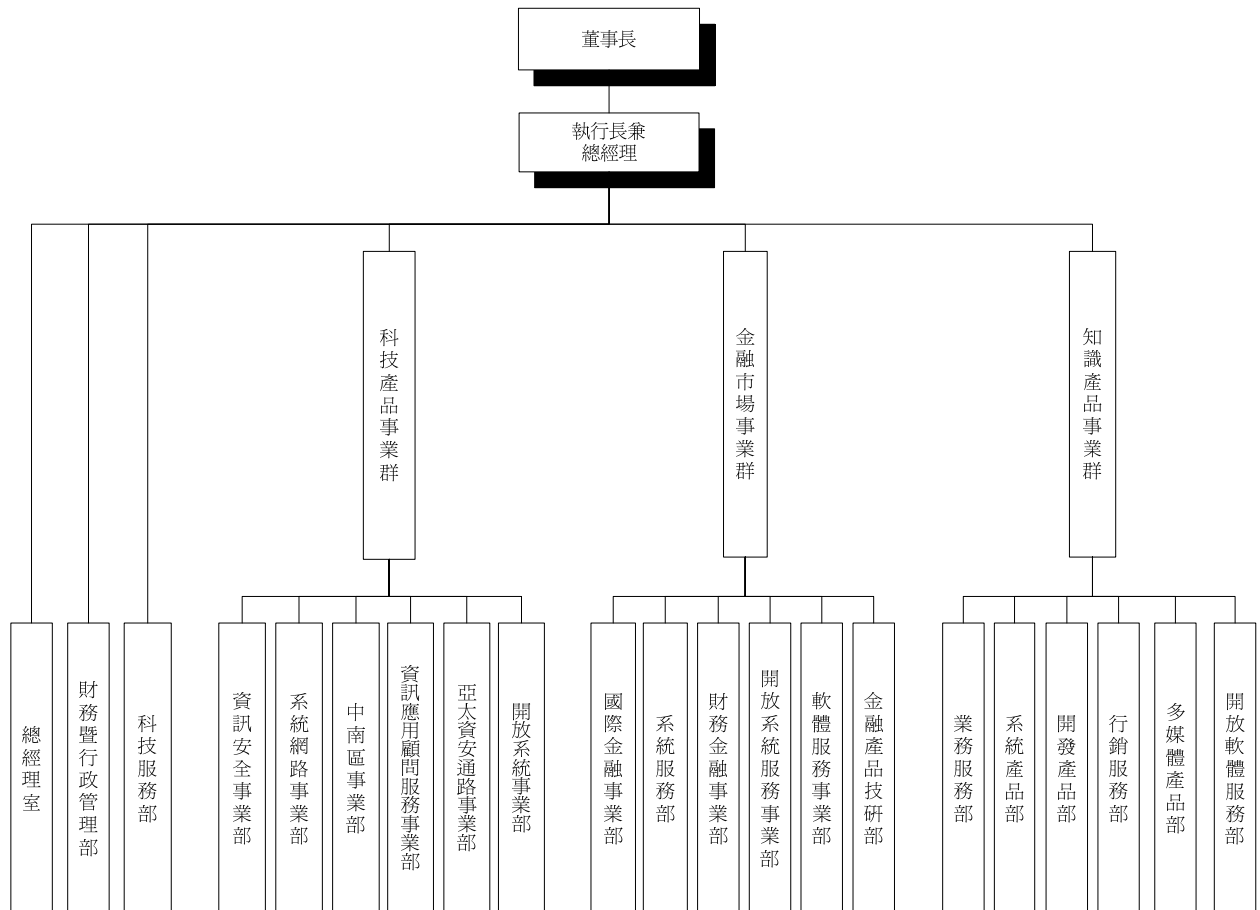 董事長
執行長兼
總經理
科技產品事業群
金融市場事業群
知識產品事業群
總經理室
財務暨行政管理部
科技服務部
資訊安全事業部
系統網路事業部
中南區事業部
資訊應用顧問服務事業部
亞太資安通路事業部
開放系統事業部
國際金融事業部
系統服務部
財務金融事業部
開放系統服務事業部
軟體服務事業部
金融產品技研部
業務服務部
系統產品部
開發產品部
行銷服務部
多媒體產品部
開放軟體服務部